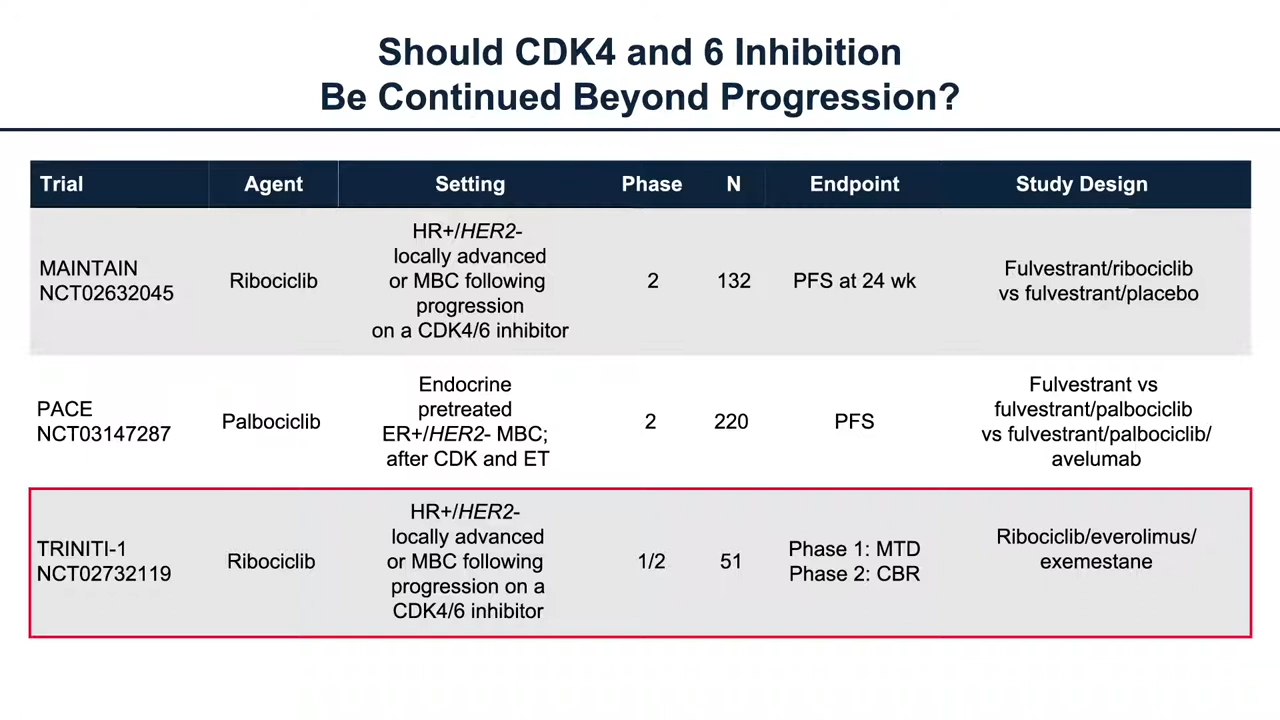 Should CDK4 and 6 Inhibition
Be Continued Beyond Progression?
Trial
Agent
Setting
Phase
N
Endpoint
Study Design
MAINTAIN
NCT02632045
Ribociclib
HR+/HER2-
locally advanced
or MBC following
progression
on a CDK4/6 inhibitor
2
132
PFS at 24 wk
Fulvestrant/ribociclib
vs fulvestrant/placebo
PACE
NCT03147287
Palbociclib
Endocrine
pretreated
ER+/HER2- MBC;
after CDK and ET
2
220
PFS
Fulvestrant vs
fulvestrant/palbociclib
vs fulvestrant/palbociclib/
avelumab
TRINITI-1
NCT02732119
Ribociclib
HR+/HER2-
locally advanced
or MBC following
progression on a
CDK4/6 inhibitor
1/2
51
Phase 1: MTD
Phase 2: CBR
Ribociclib/everolimus/
exemestane